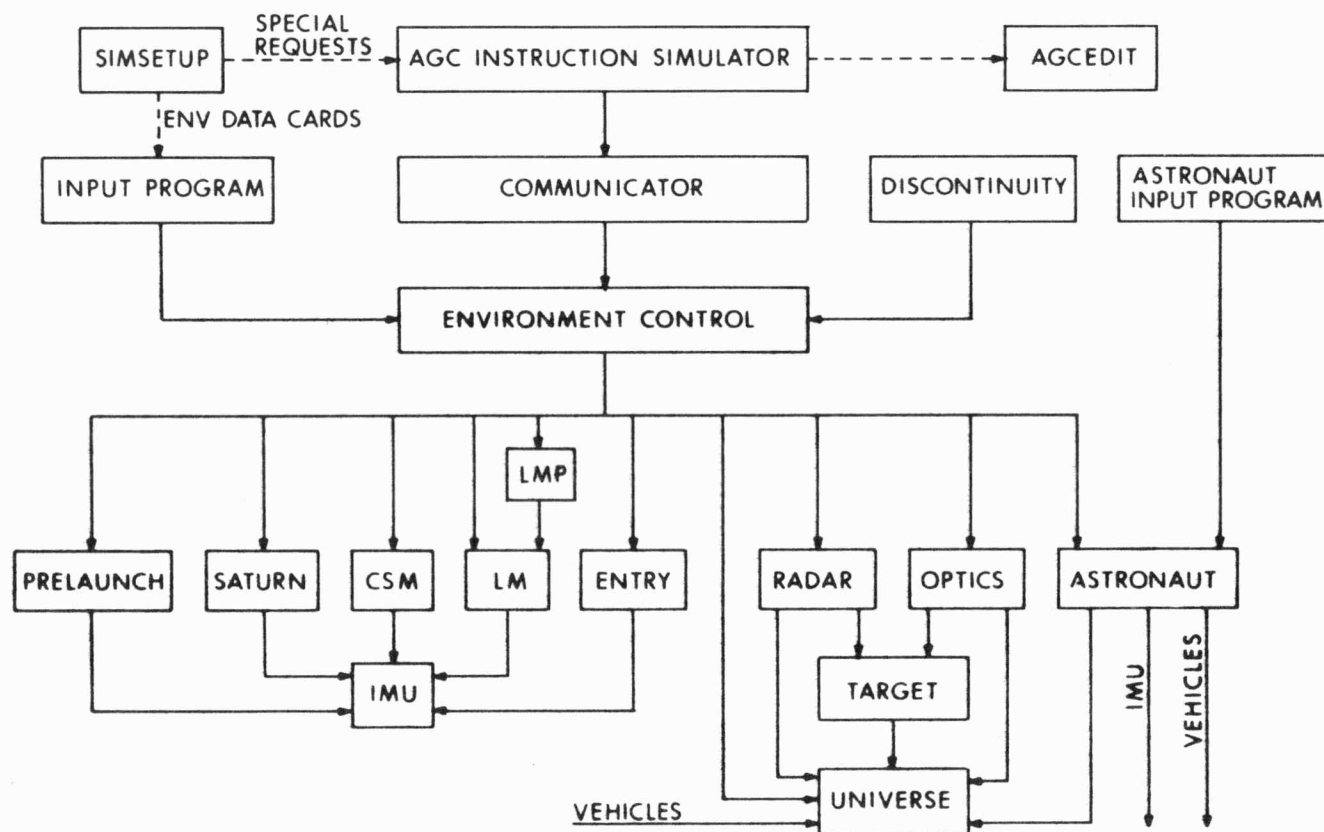 SIMSETUP
SPECIAL
REQUESTS
AGC INSTRUCTION SIMULATOR
AGCEDIT
ENV DATA CARDS
INPUT PROGRAM
COMMUNICATOR
DISCONTINUITY
ASTRONAUT
INPUT PROGRAM
ENVIRONMENT CONTROL
LMP
PRELAUNCH
SATURN
CSM
LM
ENTRY
RADAR
OPTICS
ASTRONAUT
IMU
TARGET
IMU
VEHICLES
UNIVERSE
VEHICLES